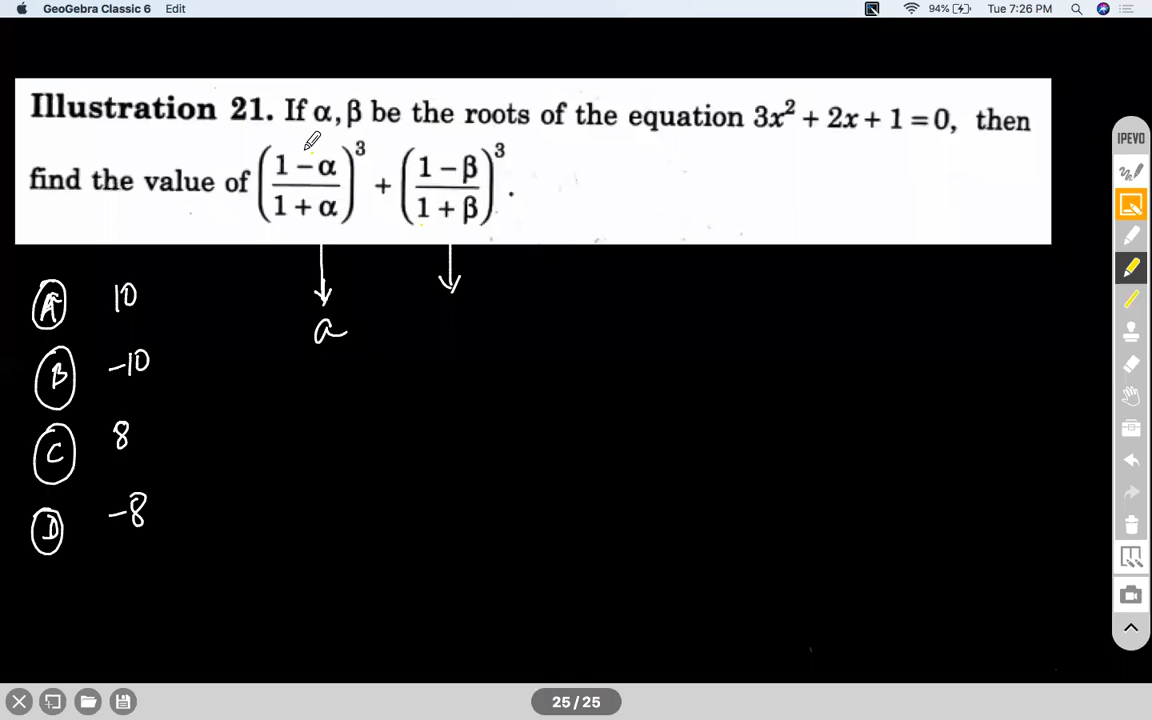 GeoGebra Classic 6 Edit 94% Tue 7:26 PM
Illustration 21. If α, β be the roots of the equation 3x² + 2x + 1 = 0, then
find the value of ((1 − α)/(1 + α))³ + ((1 − β)/(1 + β))³.
IPEVO
a
A 10
B −10
C 8
D −8
25 / 25